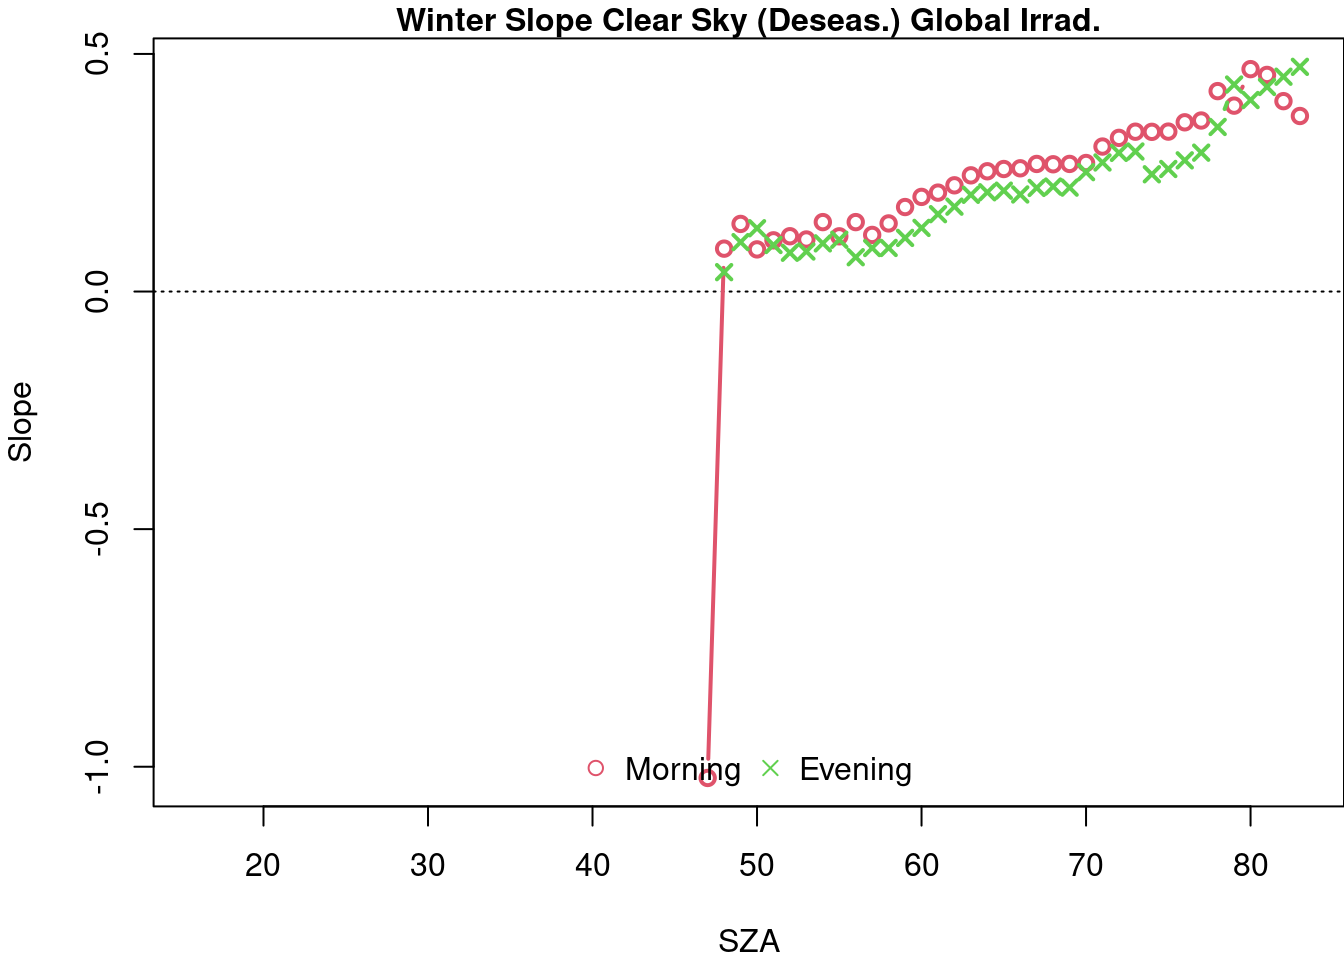 Winter Slope Clear Sky (Deseas.) Global Irrad.
0.5
0.0
-0.5
-1.0
Slope
Morning Evening
20 30 40 50 60 70 80
SZA